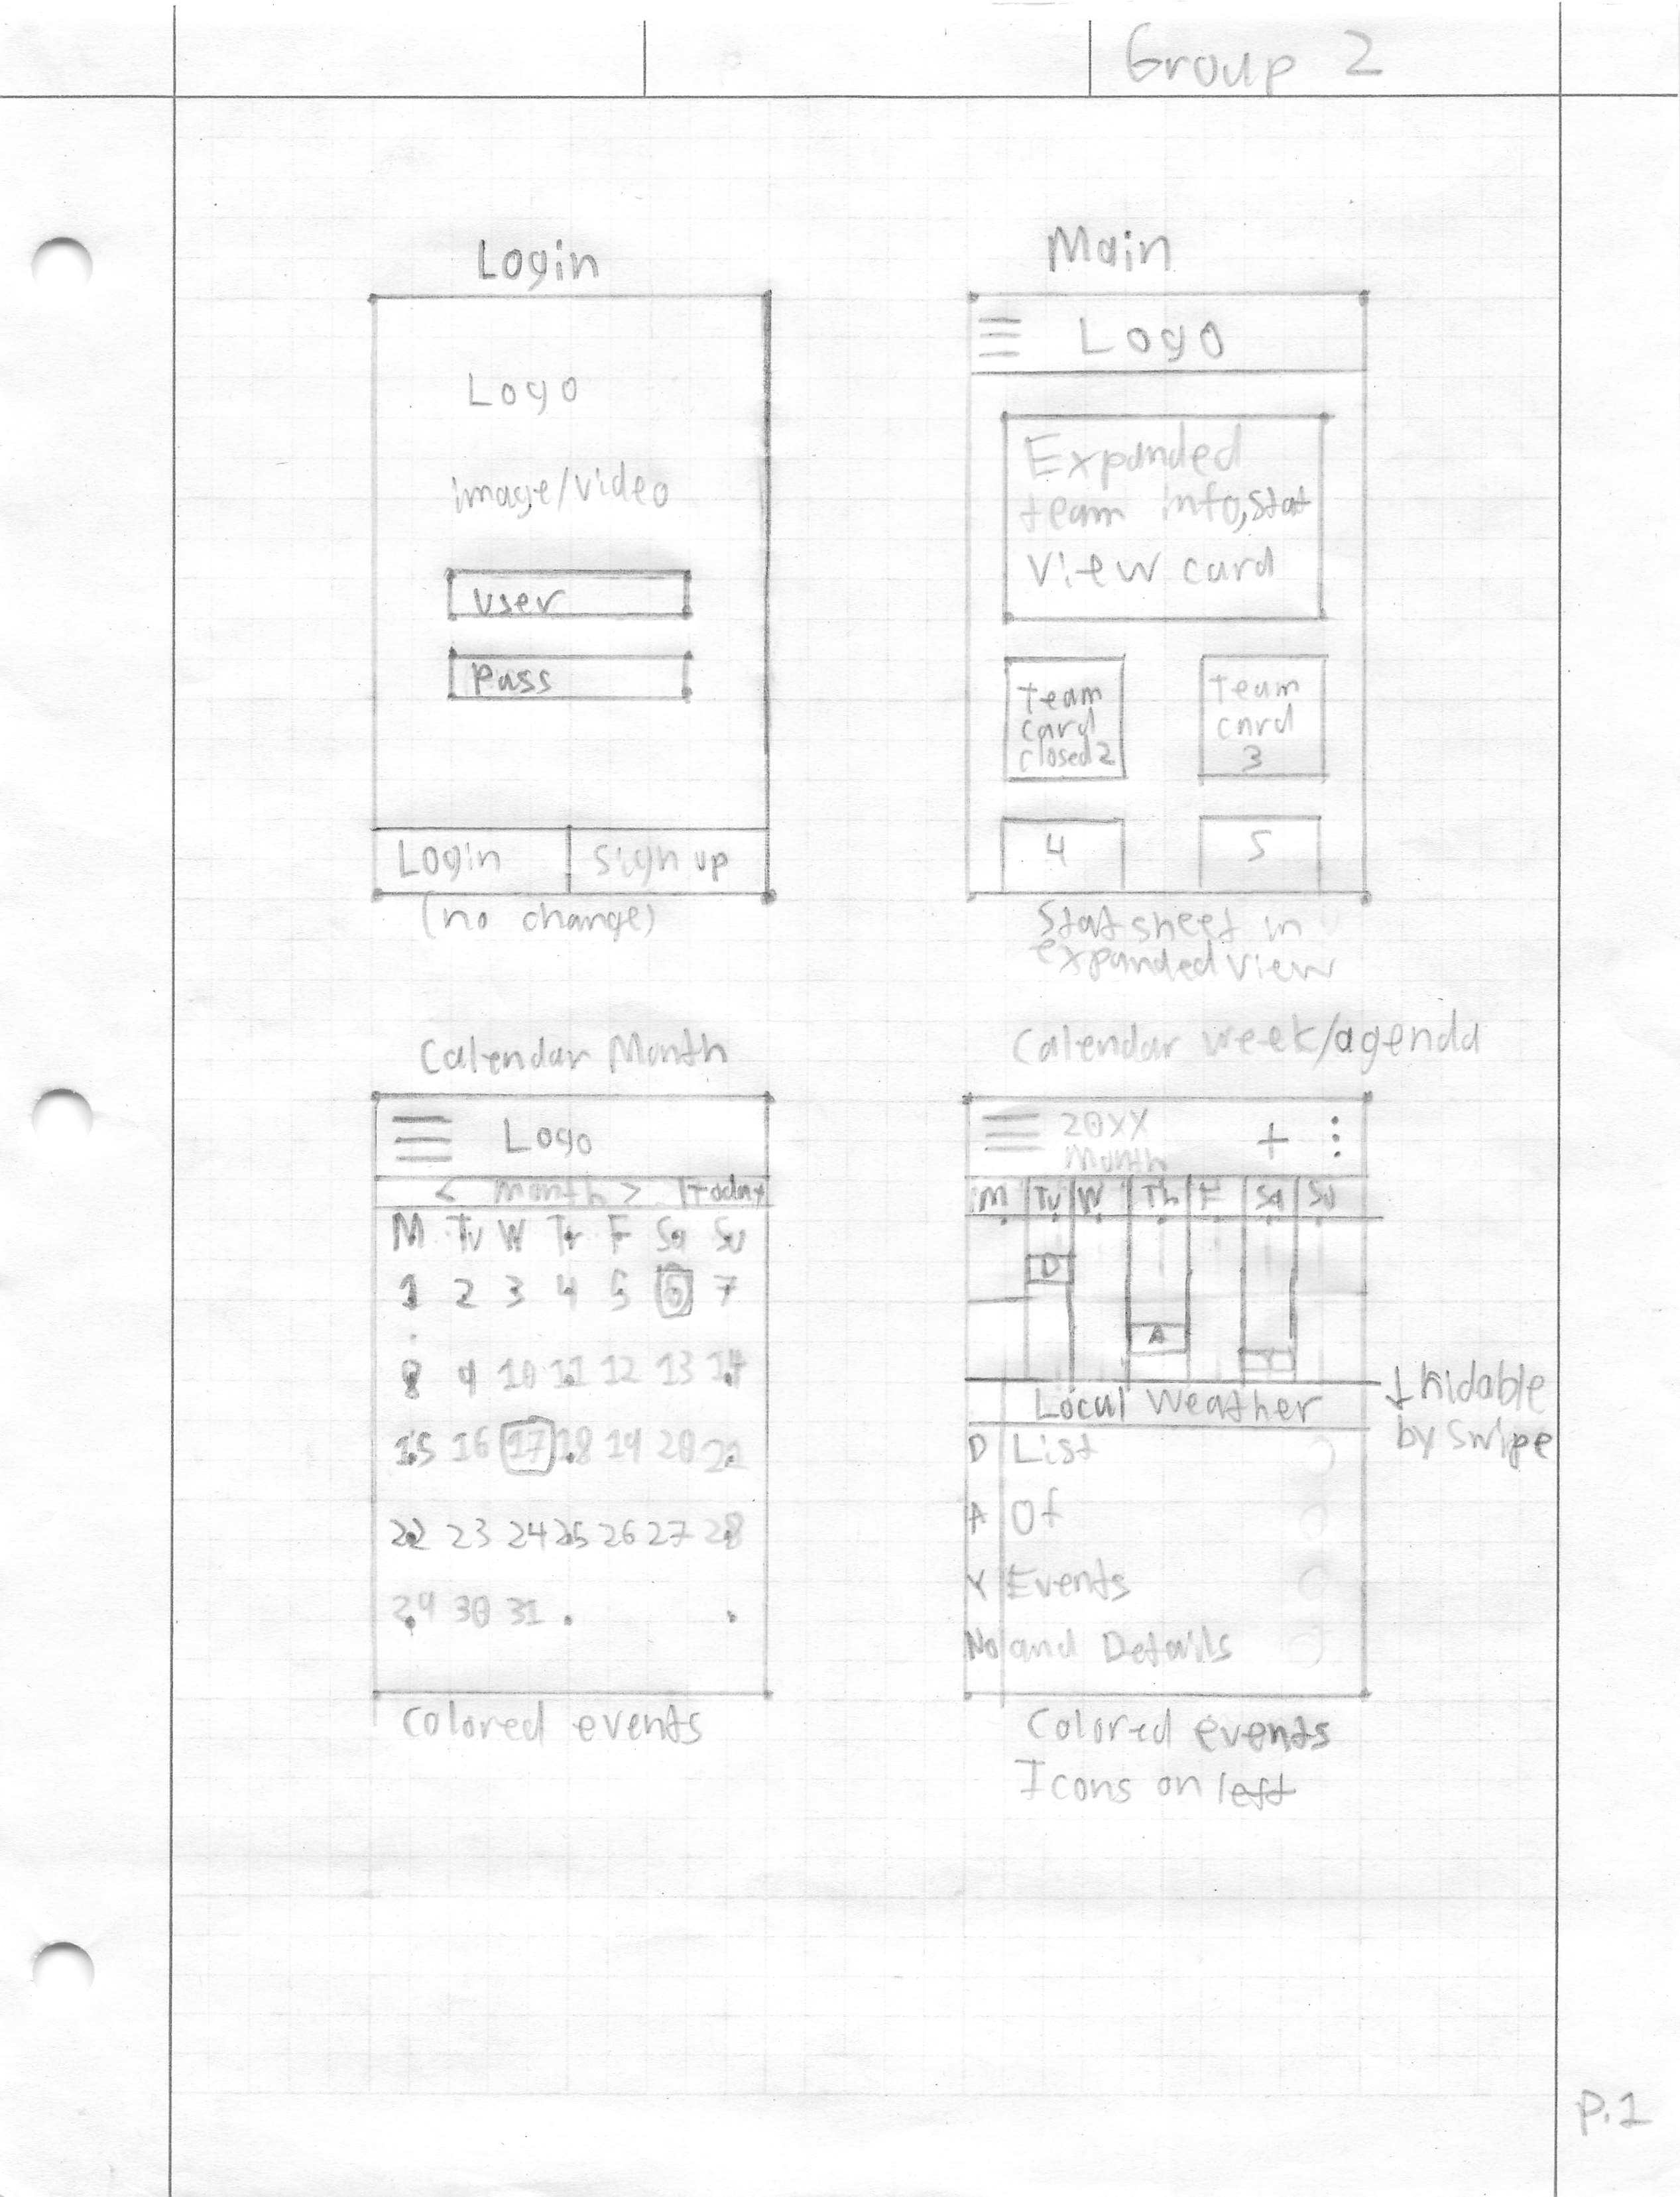 Group 2
Login
Logo
image/video
User
Pass
Login
Sign up
(no change)
Main
Logo
Expanded
team info,stat
View card
team
card
closed2
Team
card
3
4
5
Stat sheet in
expanded view
Calendar Month
Logo
< Month > Today
M Tu W Tr F Sa Su
1 2 3 4 5 6 7
8 9 10 11 12 13 14
15 16 17 18 19 20 21
22 23 24 25 26 27 28
29 30 31
Colored events
Calendar week/agenda
20XX
Month
+
M Tu W Th F Sa Su
D
A
Local Weather
↓ hidable
by swipe
D List
A Of
Y Events
No and Details
Colored events
Icons on left
P.1